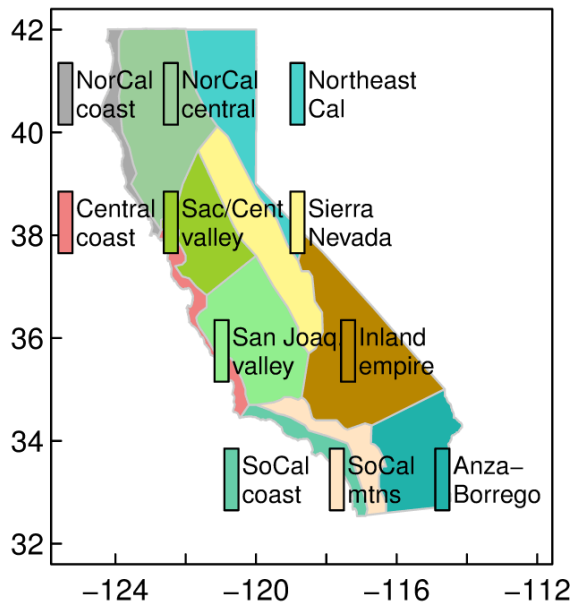 42
NorCal coast
NorCal central
Northeast Cal
40
Central coast
Sac/Cent valley
Sierra Nevada
38
36
San Joaq. valley
Inland empire
34
SoCal coast
SoCal mtns
Anza–
Borrego
32
−124
−120
−116
−112